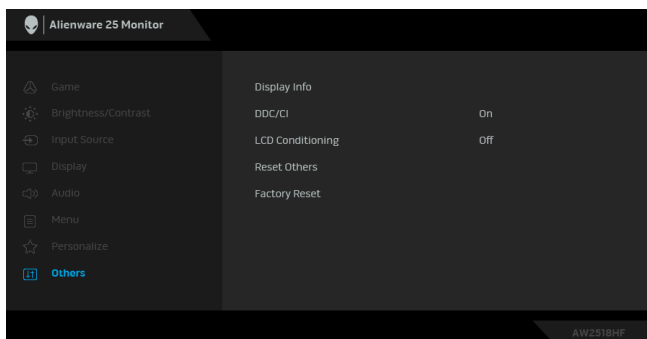 Alienware 25 Monitor
Game
Brightness/Contrast
Input Source
Display
Audio
Menu
Personalize
Others
Display Info
DDC/CI On
LCD Conditioning Off
Reset Others
Factory Reset
AW2518HF